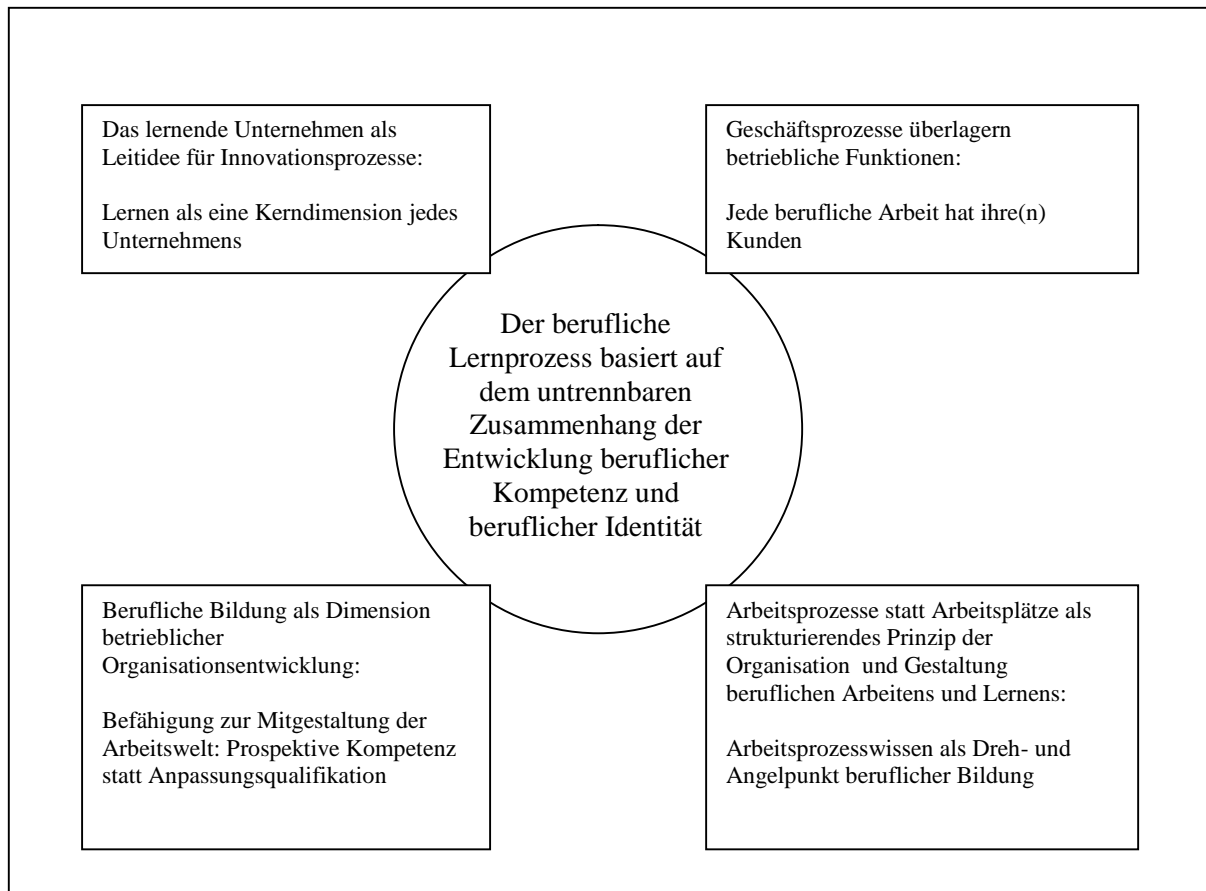 Das lernende Unternehmen als
Leitidee für Innovationsprozesse:
Lernen als eine Kerndimension jedes
Unternehmens
Geschäftsprozesse überlagern
betriebliche Funktionen:
Jede berufliche Arbeit hat ihre(n)
Kunden
Der berufliche
Lernprozess basiert auf
dem untrennbaren
Zusammenhang der
Entwicklung beruflicher
Kompetenz und
beruflicher Identität
Berufliche Bildung als Dimension
betrieblicher
Organisationsentwicklung:
Befähigung zur Mitgestaltung der
Arbeitswelt: Prospektive Kompetenz
statt Anpassungsqualifikation
Arbeitsprozesse statt Arbeitsplätze als
strukturierendes Prinzip der
Organisation  und Gestaltung
beruflichen Arbeitens und Lernens:
Arbeitsprozesswissen als Dreh- und
Angelpunkt beruflicher Bildung